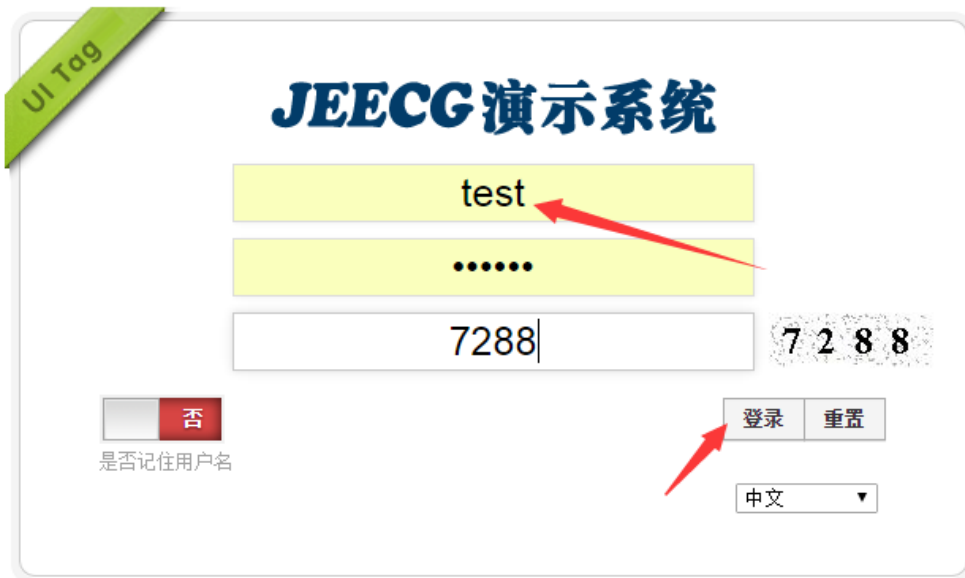 UI Tag
JEECG演示系统
test
••••••
7288
7 2 8 8
否
登录 重置
是否记住用户名
中文